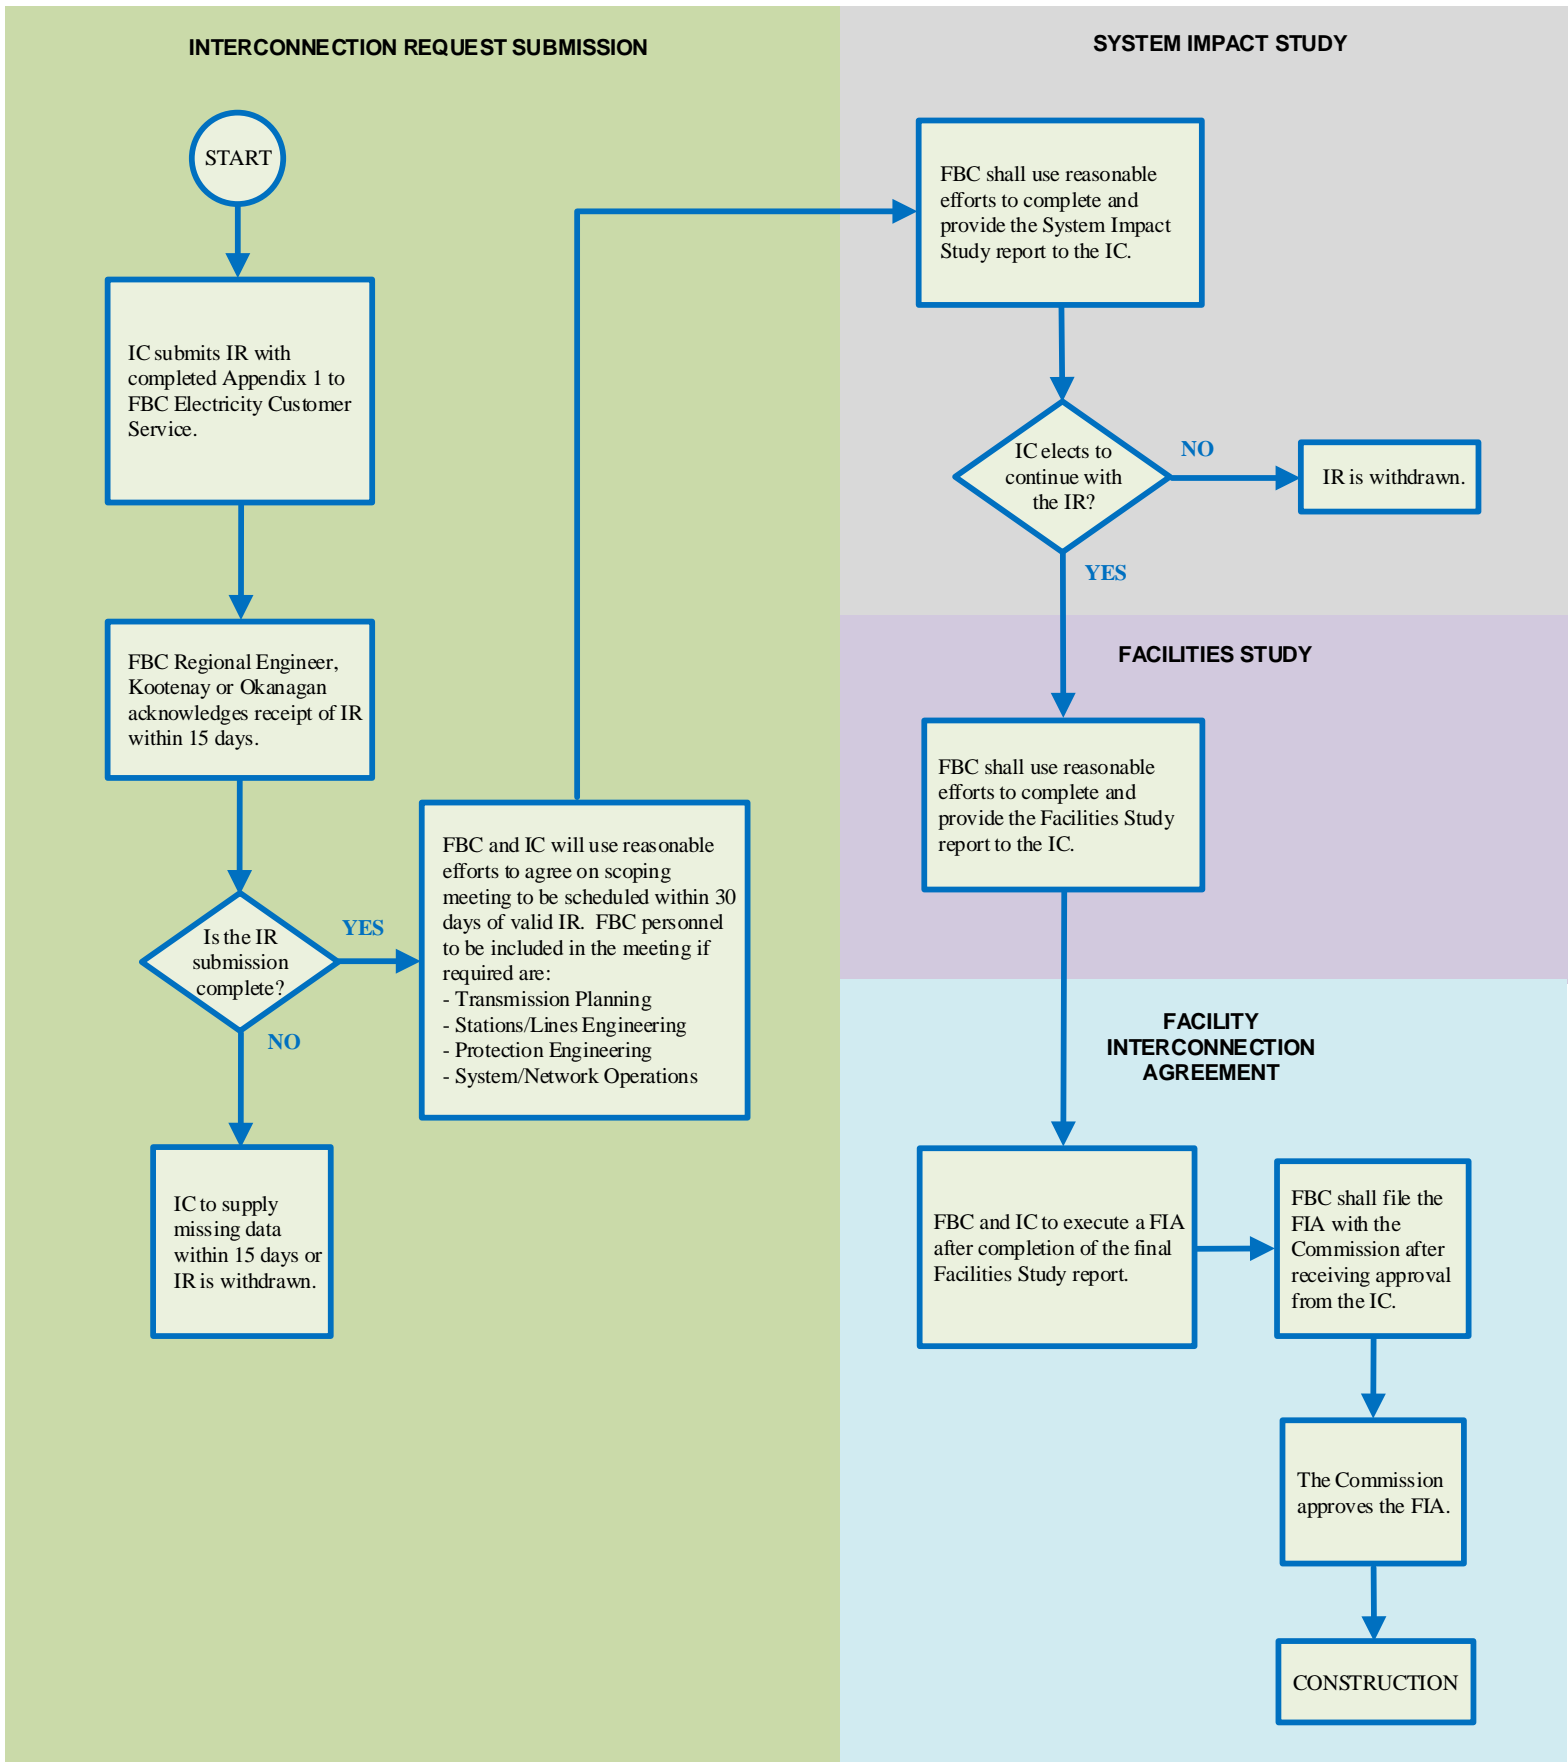 INTERCONNECTION REQUEST SUBMISSION
START
IC submits IR with
completed Appendix 1 to
FBC Electricity Customer
Service.
FBC Regional Engineer,
Kootenay or Okanagan
acknowledges receipt of IR
within 15 days.
Is the IR
submission
complete?
YES
NO
IC to supply
missing data
within 15 days or
IR is withdrawn.
FBC and IC will use reasonable
efforts to agree on scoping
meeting to be scheduled within 30
days of valid IR.  FBC personnel
to be included in the meeting if
required are:
- Transmission Planning
- Stations/Lines Engineering
- Protection Engineering
- System/Network Operations
SYSTEM IMPACT STUDY
FBC shall use reasonable
efforts to complete and
provide the System Impact
Study report to the IC.
IC elects to
continue with
the IR?
NO
IR is withdrawn.
YES
FACILITIES STUDY
FBC shall use reasonable
efforts to complete and
provide the Facilities Study
report to the IC.
FACILITY
INTERCONNECTION
AGREEMENT
FBC and IC to execute a FIA
after completion of the final
Facilities Study report.
FBC shall file the
FIA with the
Commission after
receiving approval
from the IC.
The Commission
approves the FIA.
CONSTRUCTION